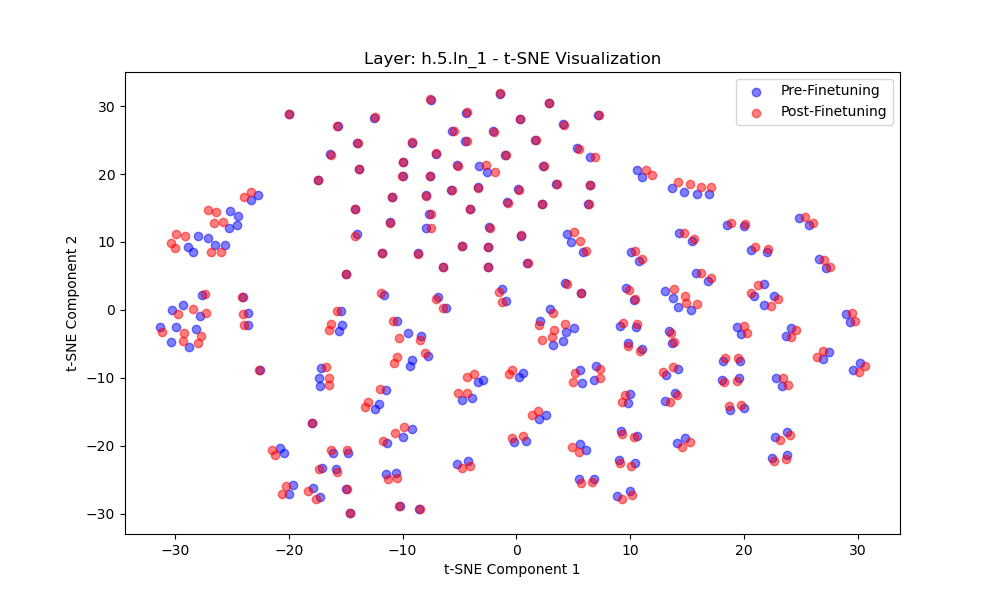 Layer: h.5.ln_1 - t-SNE Visualization
Pre-Finetuning
Post-Finetuning
t-SNE Component 2
30
20
10
0
−10
−20
−30
−30 −20 −10 0 10 20 30
t-SNE Component 1